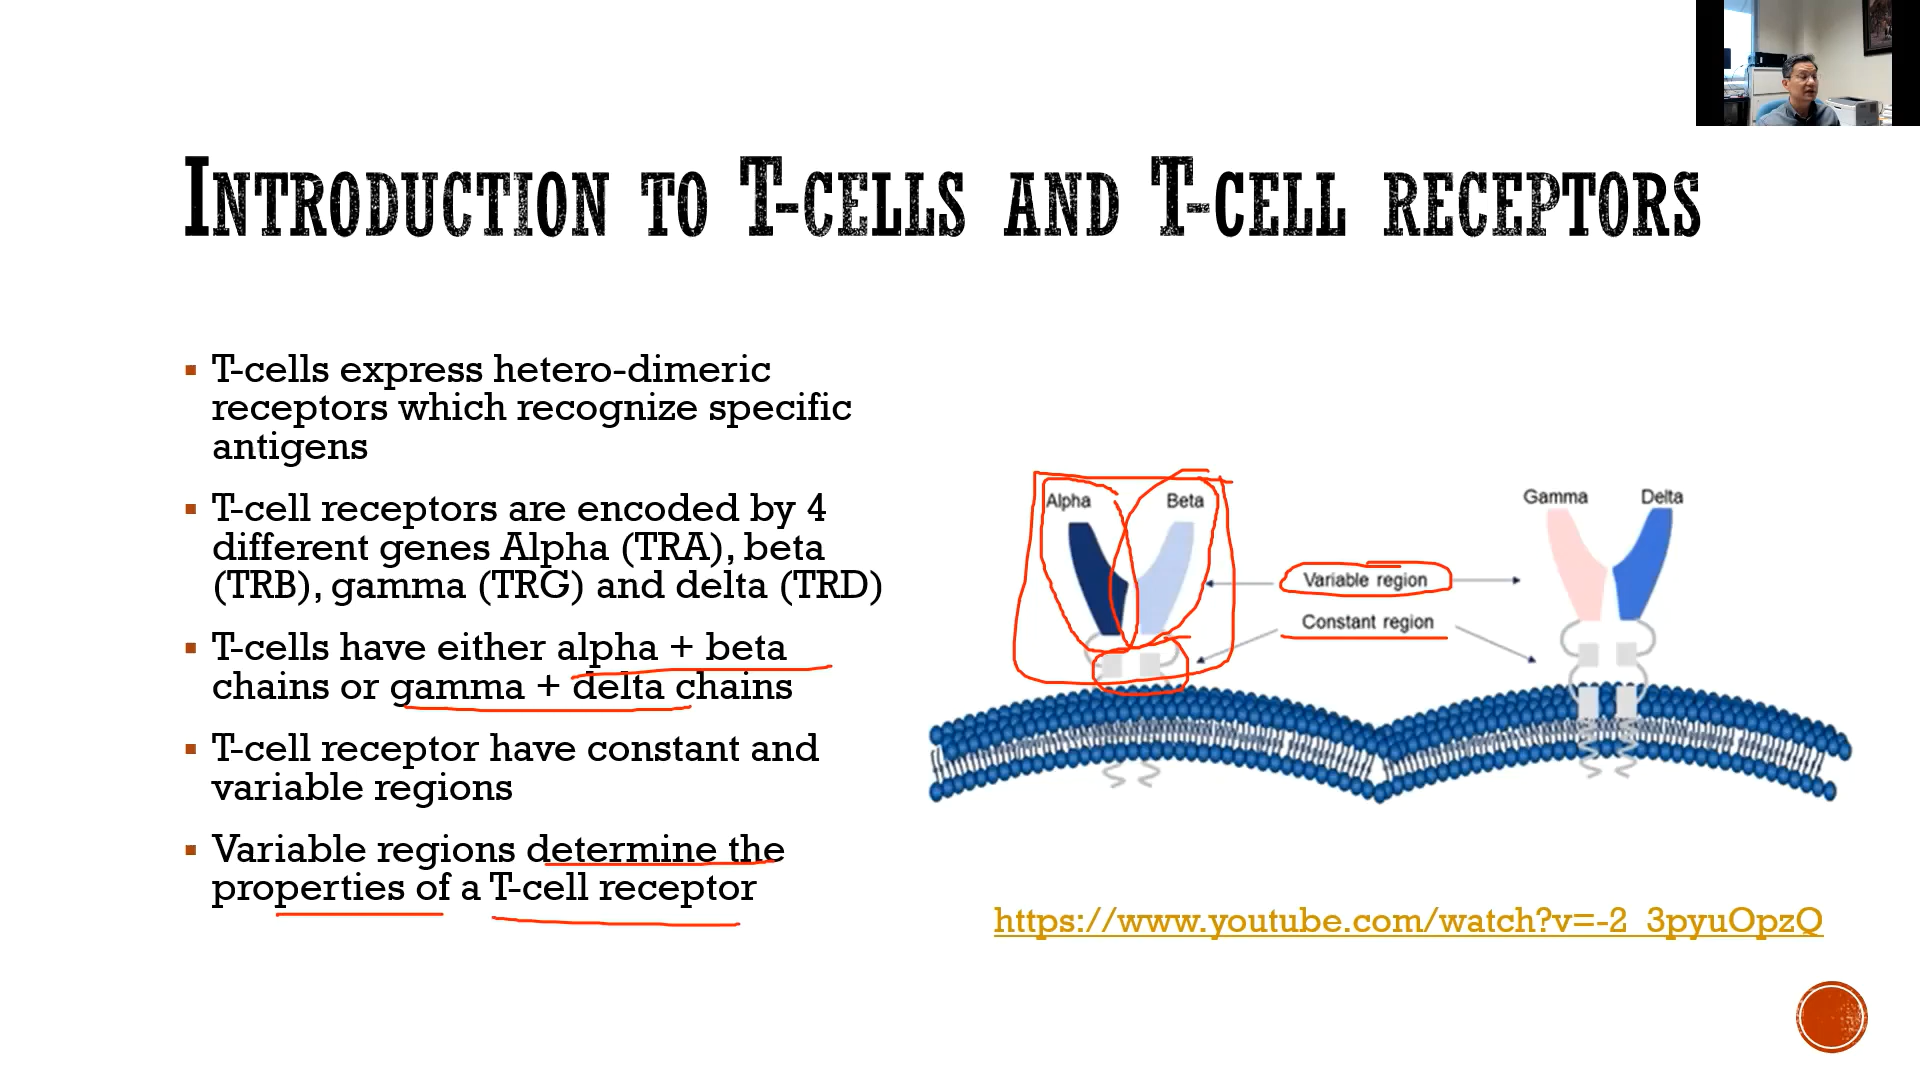 INTRODUCTION TO T-CELLS AND T-CELL RECEPTORS
▪ T-cells express hetero-dimeric
receptors which recognize specific
antigens
▪ T-cell receptors are encoded by 4
different genes Alpha (TRA), beta
(TRB), gamma (TRG) and delta (TRD)
▪ T-cells have either alpha + beta
chains or gamma + delta chains
▪ T-cell receptor have constant and
variable regions
▪ Variable regions determine the
properties of a T-cell receptor
Alpha
Beta
Variable region
Constant region
Gamma
Delta
https://www.youtube.com/watch?v=-2_3pyuOpzQ